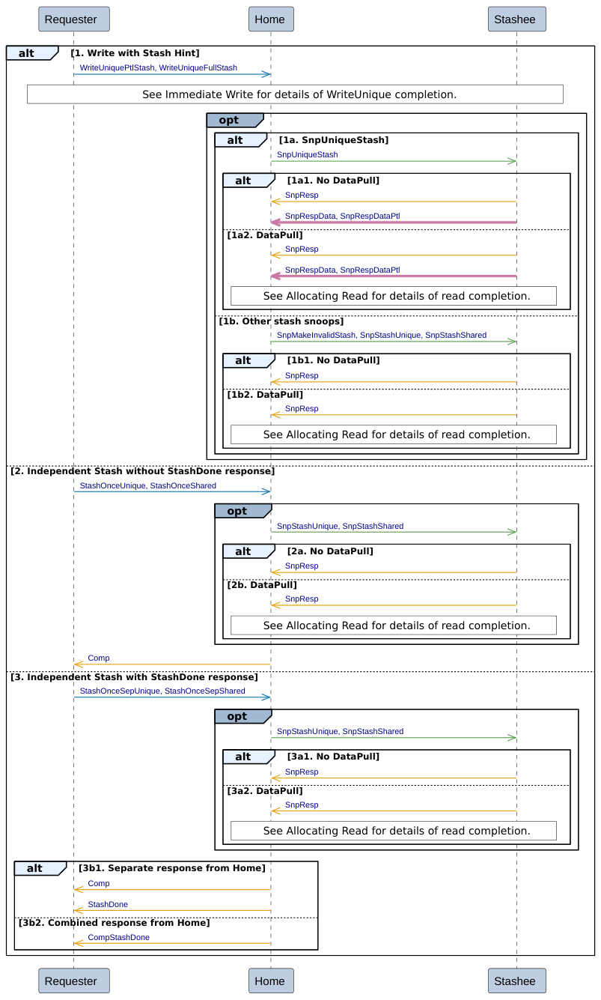 Requester Home Stashee
alt [1. Write with Stash Hint]
WriteUniquePtlStash, WriteUniqueFullStash
See Immediate Write for details of WriteUnique completion.
opt
alt [1a. SnpUniqueStash]
SnpUniqueStash
alt [1a1. No DataPull]
SnpResp
SnpRespData, SnpRespDataPtl
[1a2. DataPull]
SnpResp
SnpRespData, SnpRespDataPtl
See Allocating Read for details of read completion.
[1b. Other stash snoops]
SnpMakeInvalidStash, SnpStashUnique, SnpStashShared
alt [1b1. No DataPull]
SnpResp
[1b2. DataPull]
SnpResp
See Allocating Read for details of read completion.
[2. Independent Stash without StashDone response]
StashOnceUnique, StashOnceShared
opt
SnpStashUnique, SnpStashShared
alt [2a. No DataPull]
SnpResp
[2b. DataPull]
SnpResp
See Allocating Read for details of read completion.
Comp
[3. Independent Stash with StashDone response]
StashOnceSepUnique, StashOnceSepShared
opt
SnpStashUnique, SnpStashShared
alt [3a1. No DataPull]
SnpResp
[3a2. DataPull]
SnpResp
See Allocating Read for details of read completion.
alt [3b1. Separate response from Home]
Comp
StashDone
[3b2. Combined response from Home]
CompStashDone
Requester Home Stashee